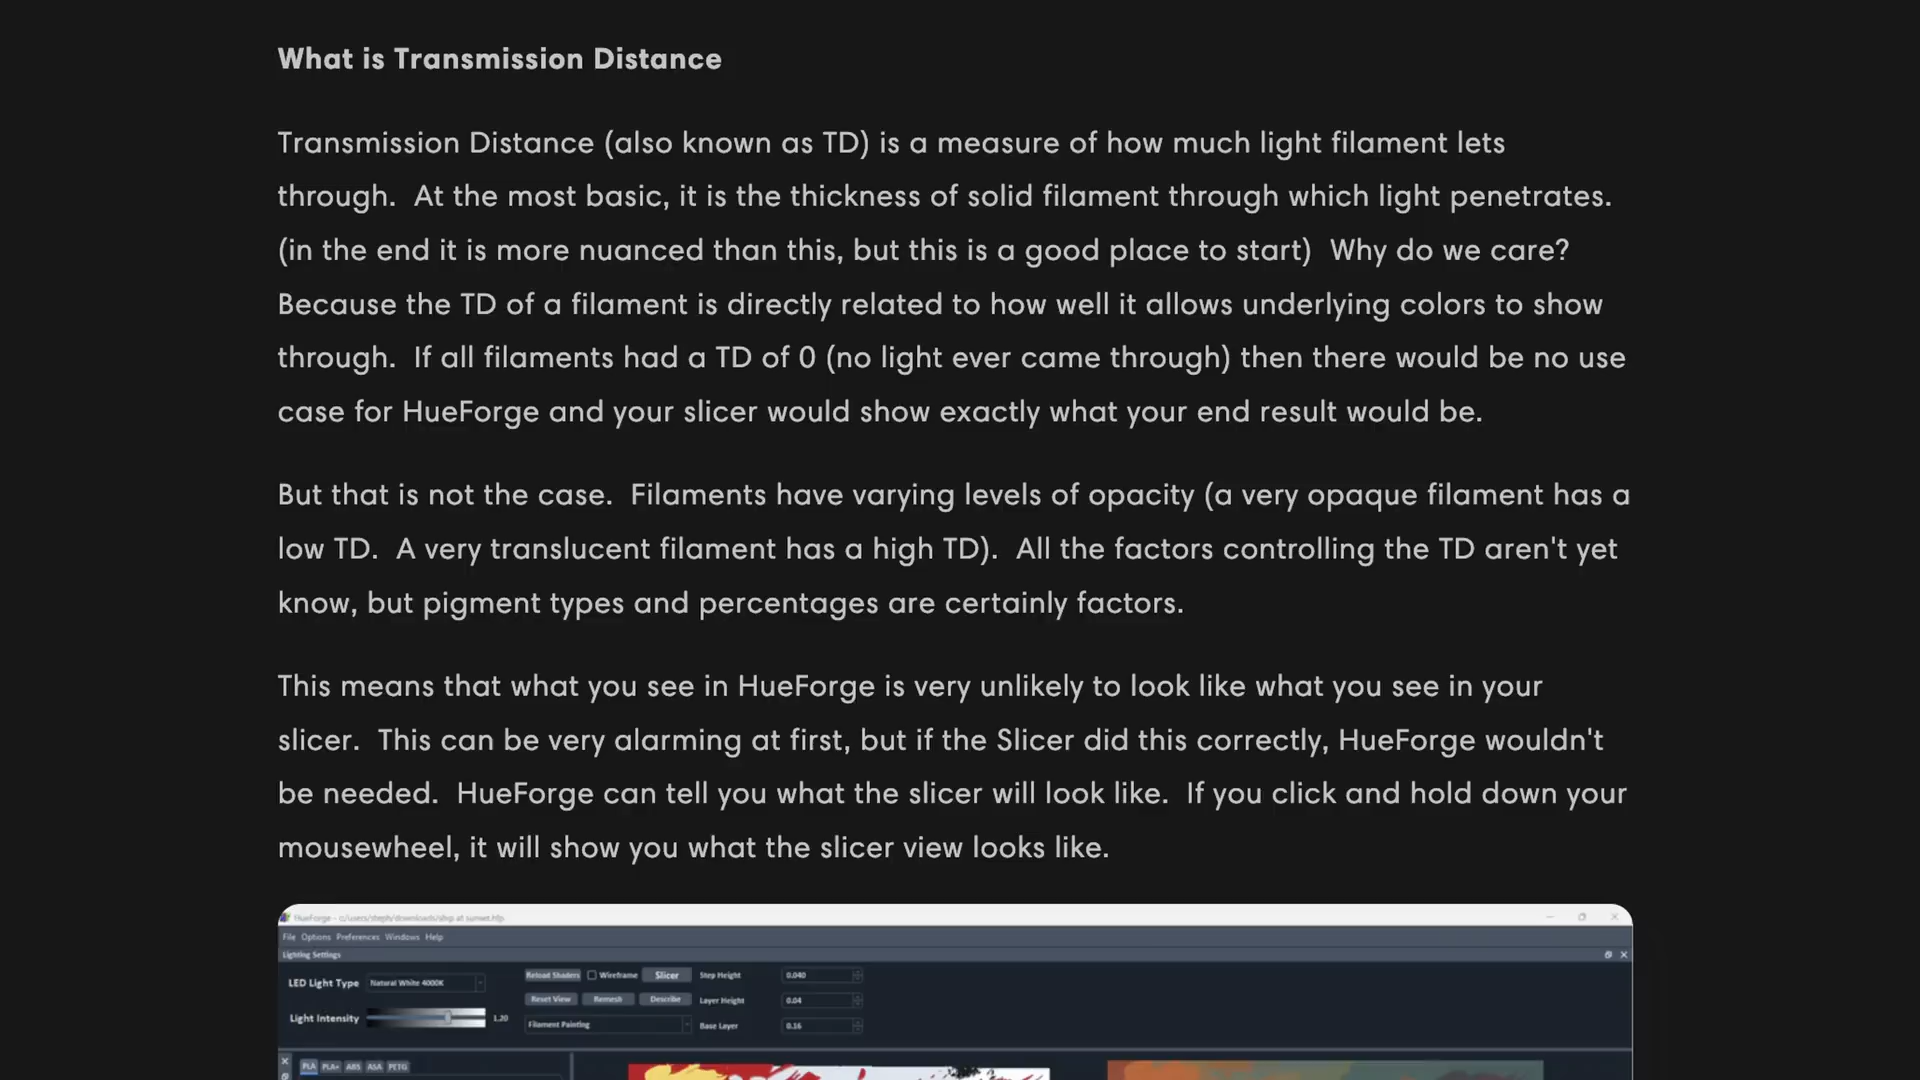 What is Transmission Distance
Transmission Distance (also known as TD) is a measure of how much light filament lets
through.  At the most basic, it is the thickness of solid filament through which light penetrates.
(in the end it is more nuanced than this, but this is a good place to start)  Why do we care?
Because the TD of a filament is directly related to how well it allows underlying colors to show
through.  If all filaments had a TD of 0 (no light ever came through) then there would be no use
case for HueForge and your slicer would show exactly what your end result would be.
But that is not the case.  Filaments have varying levels of opacity (a very opaque filament has a
low TD.  A very translucent filament has a high TD).  All the factors controlling the TD aren't yet
know, but pigment types and percentages are certainly factors.
This means that what you see in HueForge is very unlikely to look like what you see in your
slicer.  This can be very alarming at first, but if the Slicer did this correctly, HueForge wouldn't
be needed.  HueForge can tell you what the slicer will look like.  If you click and hold down your
mousewheel, it will show you what the slicer view looks like.
HueForge - c:/users/steph/downloads/ship at sunset.hfp
File Options Preferences Windows Help
Lighting Settings
LED Light Type Natural White 4000K Reload Shaders Wireframe Slicer Step Height 0.040
Reset View Remesh Describe Layer Height 0.04
Light Intensity 1.20 Filament Painting Base Layer 0.16
PLA PLA+ ABS ASA PETG